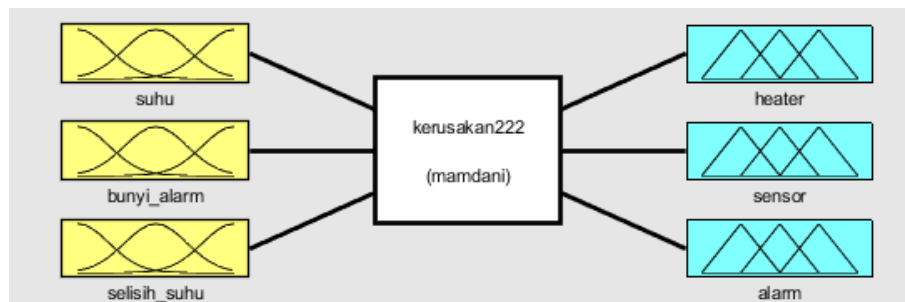 suhu
bunyi_alarm
selisih_suhu
kerusakan222
(mamdani)
heater
sensor
alarm